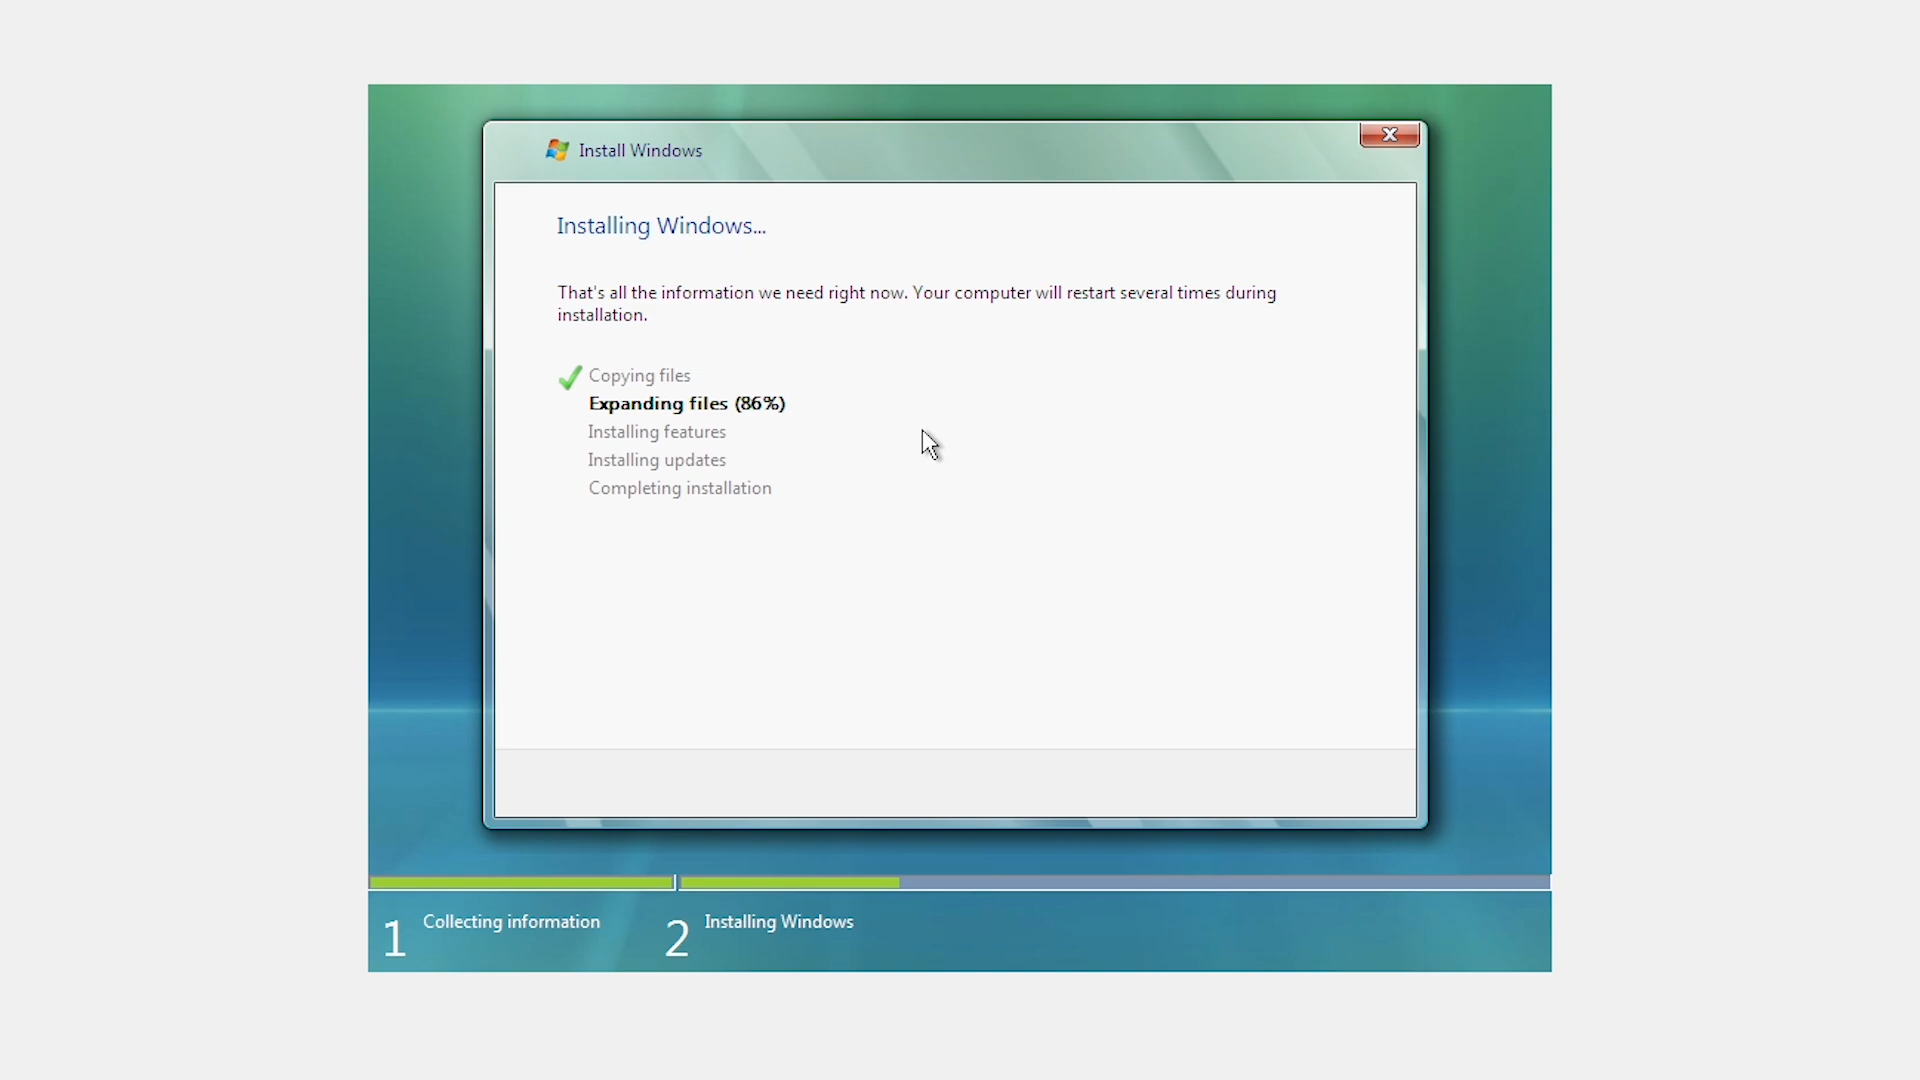 Install Windows
Installing Windows...
That's all the information we need right now. Your computer will restart several times during
installation.
Copying files
Expanding files (86%)
Installing features
Installing updates
Completing installation
1 Collecting information
2 Installing Windows